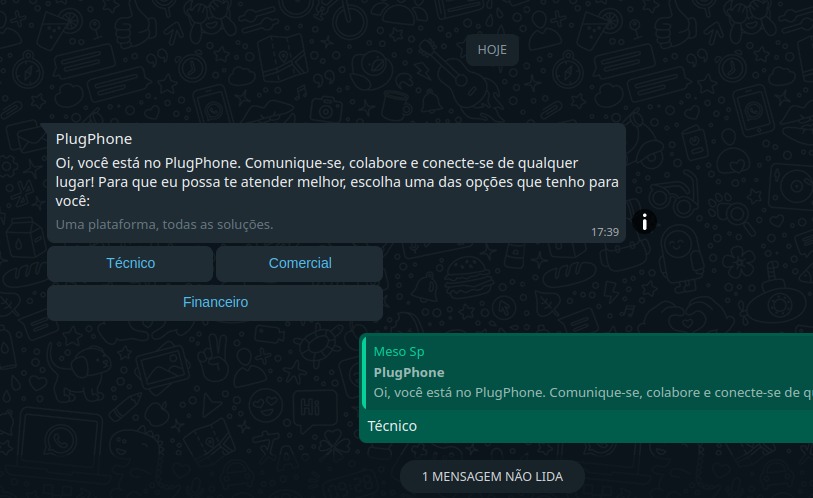 HOJE
PlugPhone
Oi, você está no PlugPhone. Comunique-se, colabore e conecte-se de qualquer
lugar! Para que eu possa te atender melhor, escolha uma das opções que tenho para
você:
Uma plataforma, todas as soluções.
17:39
Técnico
Comercial
Financeiro
Meso Sp
PlugPhone
Oi, você está no PlugPhone. Comunique-se, colabore e conecte-se de q
Técnico
1 MENSAGEM NÃO LIDA